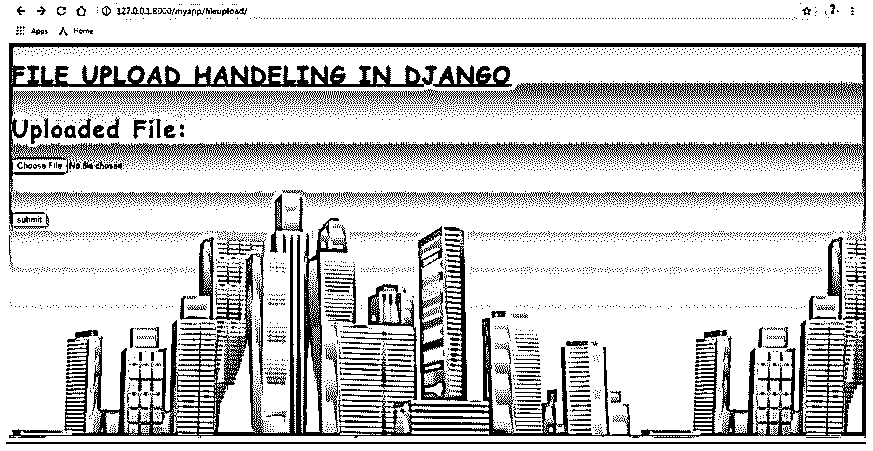 127.0.0.1:8000/myapp/fileupload/
Apps Home
FILE UPLOAD HANDELING IN DJANGO
Uploaded File:
Choose File No file chosen
submit